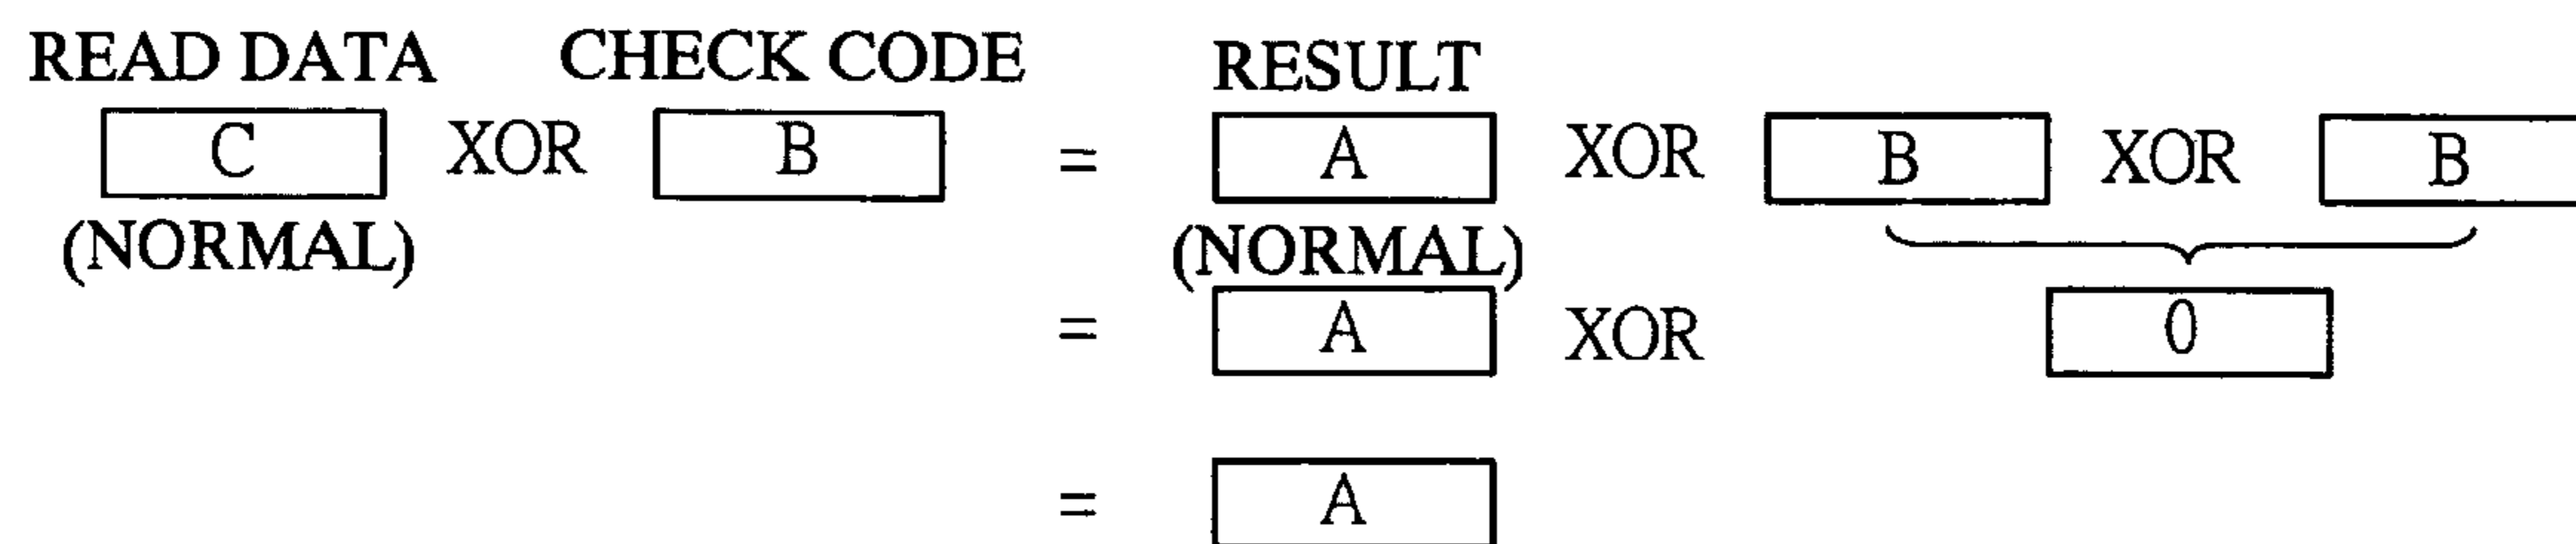 READ DATA CHECK CODE RESULT
C XOR B = A XOR B XOR B
(NORMAL) (NORMAL)
= A XOR 0
= A